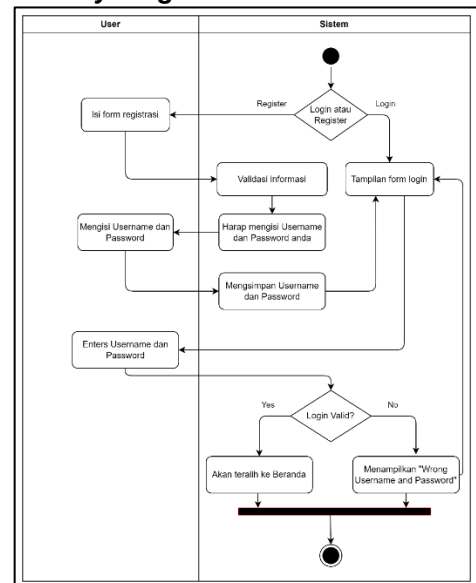 User
Sistem
Login atau
Register
Register
Login
Isi form registrasi
Validasi informasi
Tampilan form login
Mengisi Username dan
Password
Harap mengisi Username
dan Password anda
Mengsimpan Username
dan Password
Enters Username dan
Password
Login Valid?
Yes
No
Akan teralih ke Beranda
Menampilkan "Wrong
Username and Password"